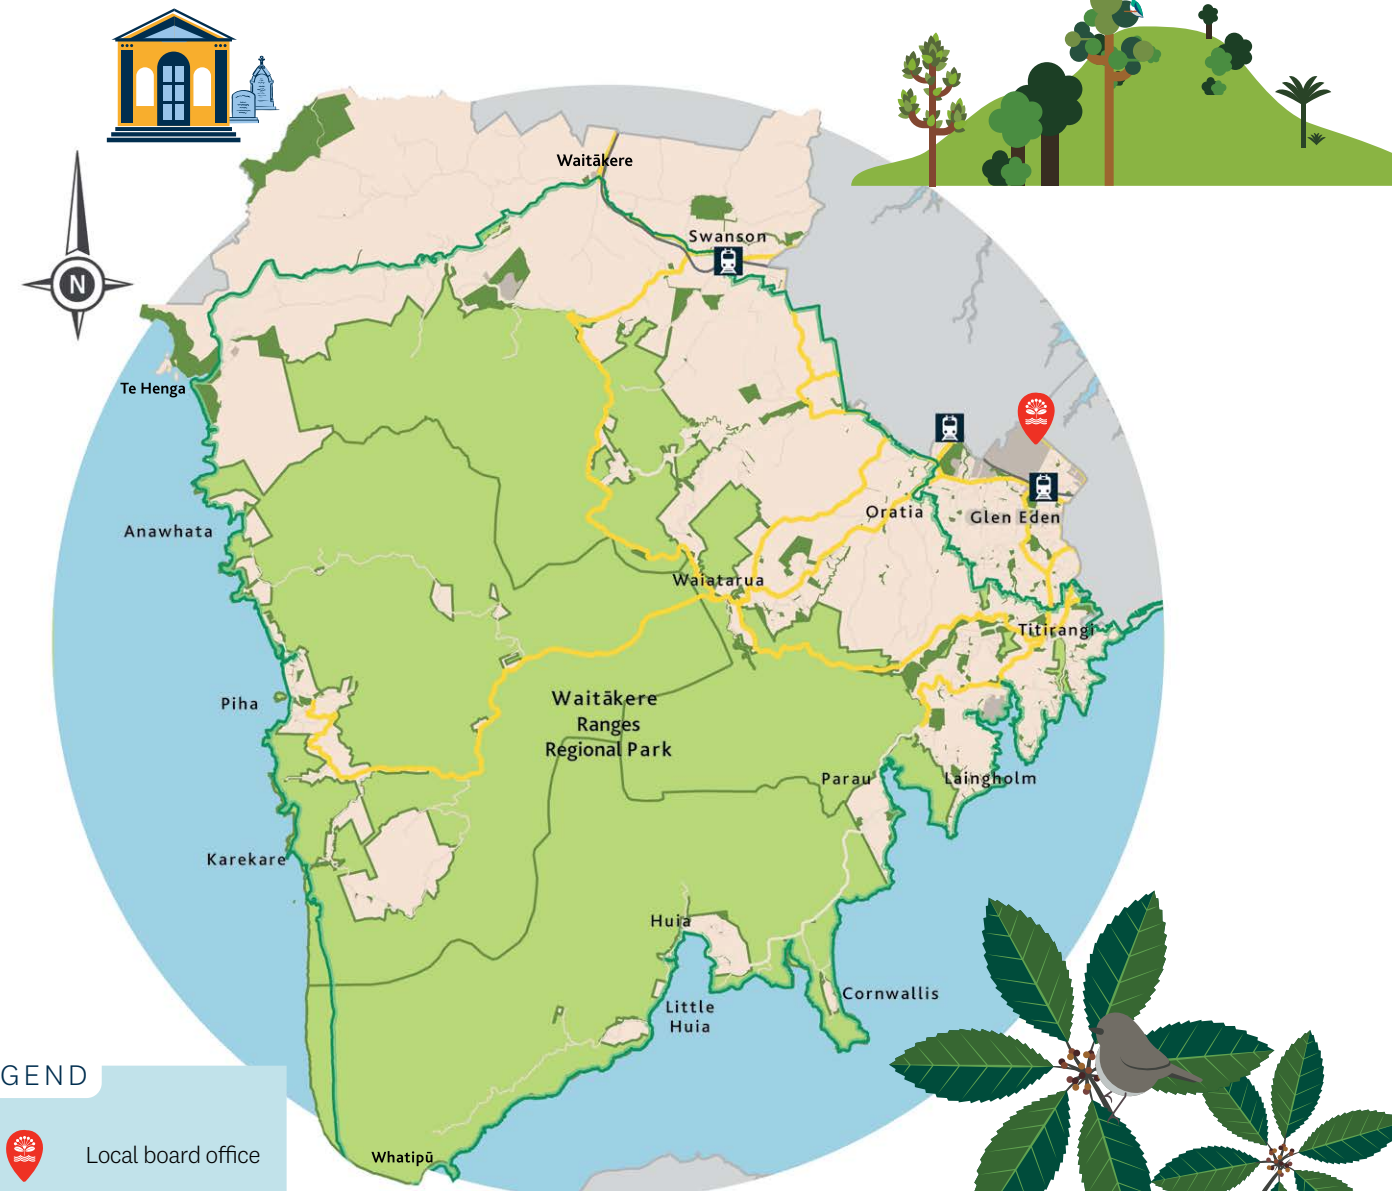 Waitākere
Swanson
N
Te Henga
Anawhata
Oratia
Glen Eden
Waiatarua
Titirangi
Piha
Waitākere
Ranges
Regional Park
Parau
Laingholm
Karekare
Huia
Little
Huia
Cornwallis
GEND
Local board office
Whatipū